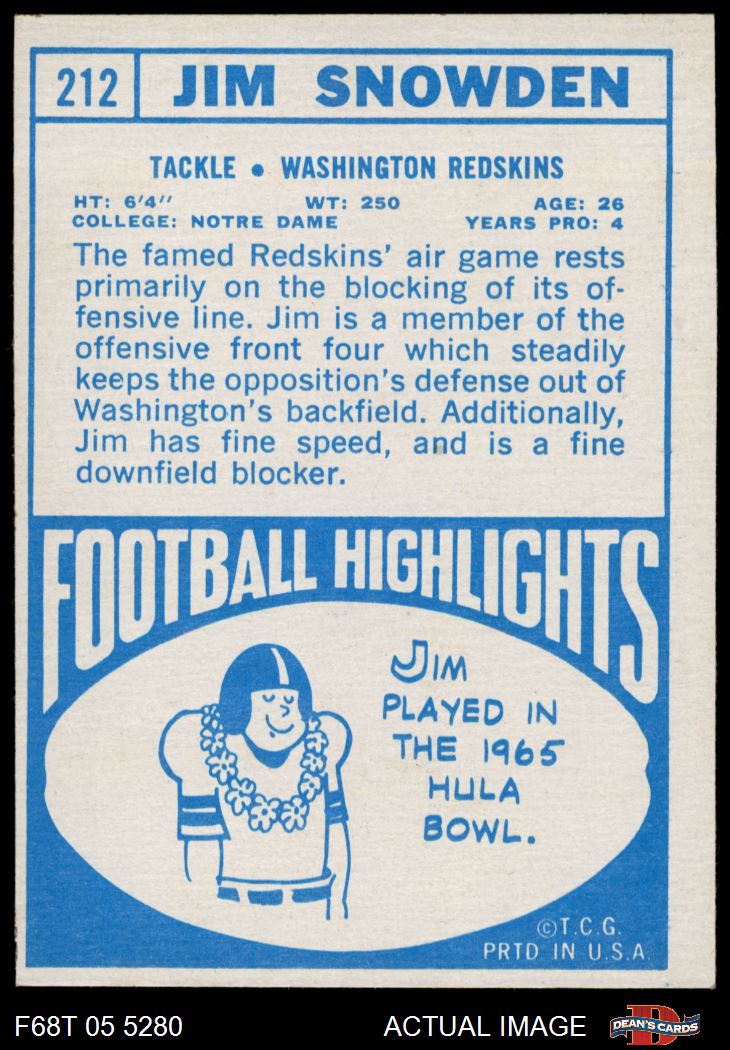 212 JIM SNOWDEN
TACKLE • WASHINGTON REDSKINS
HT: 6'4″ WT: 250 AGE: 26
COLLEGE: NOTRE DAME YEARS PRO: 4
The famed Redskins' air game rests
primarily on the blocking of its of-
fensive line. Jim is a member of the
offensive front four which steadily
keeps the opposition's defense out of
Washington's backfield. Additionally,
Jim has fine speed, and is a fine
downfield blocker.
FOOTBALL HIGHLIGHTS
JIM
PLAYED IN
THE 1965
HULA
BOWL.
©T.C.G.
PRTD IN U.S.A.
F68T 05 5280 ACTUAL IMAGE D DEAN'S CARDS